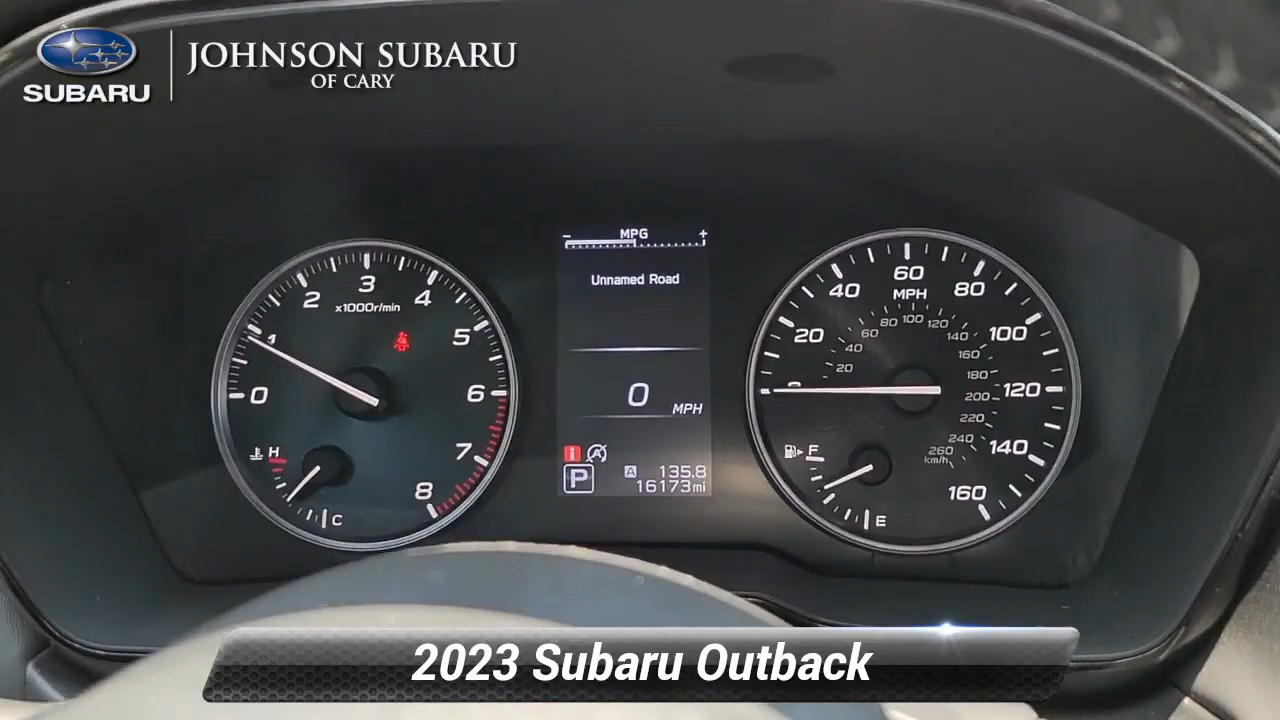 SUBARU
JOHNSON SUBARU
OF CARY
0
1
2
3
4
5
6
7
8
x1000r/min
H
C
− MPG +
Unnamed Road
0
MPH
i
P
A 135.8
16173mi
0
20
40
60
80
100
120
140
160
MPH
20
40
60
80
100
120
140
160
180
200
220
240
260
km/h
F
E
2023 Subaru Outback